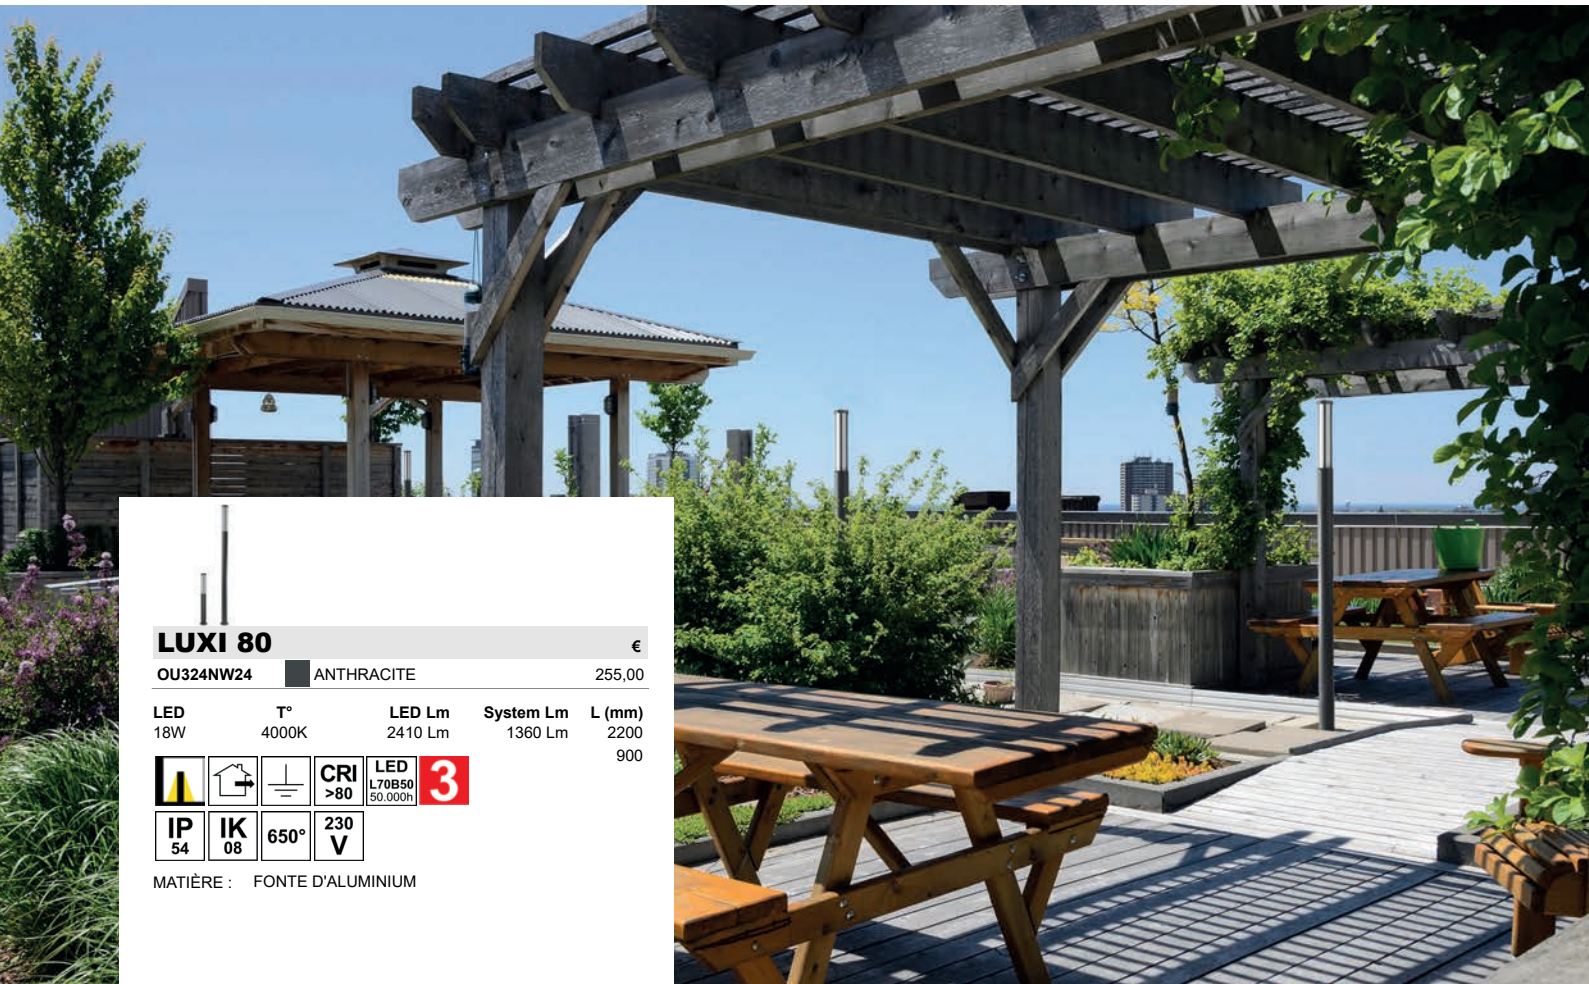 LUXI 80 €
OU324NW24 ANTHRACITE 255,00
LED T° LED Lm System Lm L (mm)
18W 4000K 2410 Lm 1360 Lm 2200
900
CRI >80
LED L70B50 50.000h
3
IP 54
IK 08
650°
230 V
MATIÈRE : FONTE D'ALUMINIUM